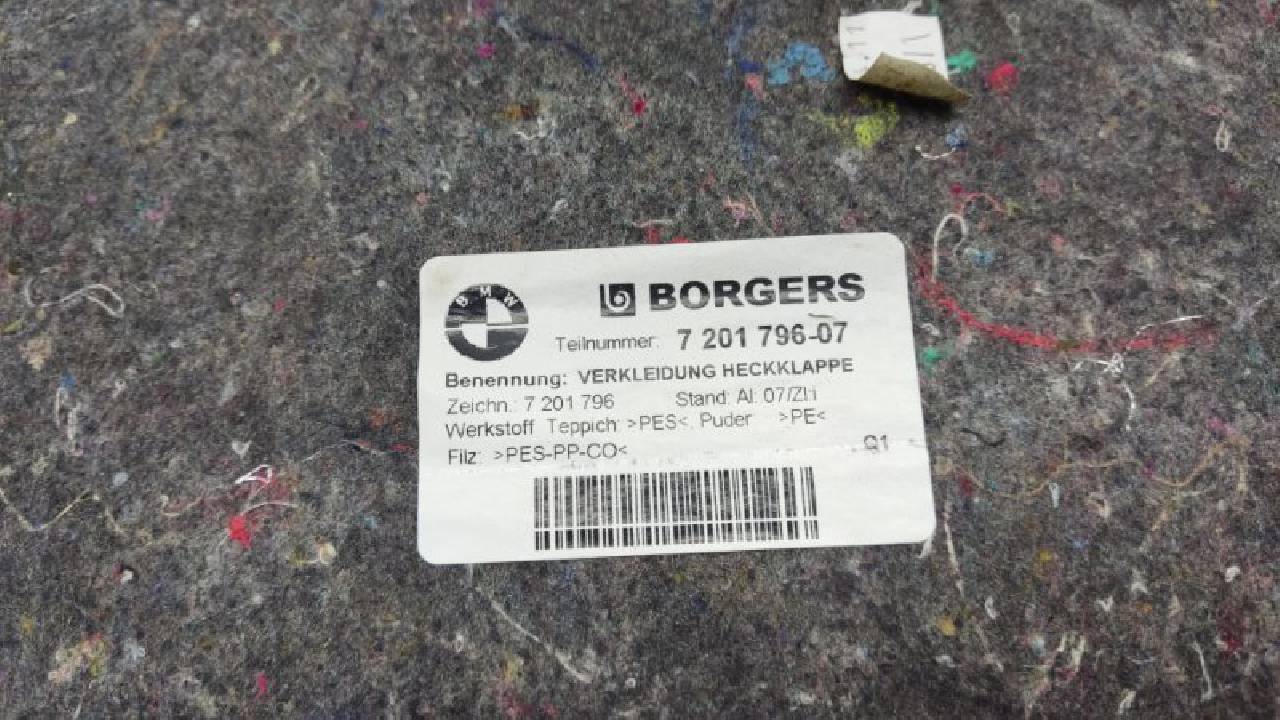 BMW
BORGERS
Teilnummer: 7 201 796-07
Benennung: VERKLEIDUNG HECKKLAPPE
Zeichn.: 7 201 796 Stand: AI: 07/ZI:
Werkstoff Teppich: >PES<, Puder >PE<
Filz: >PES-PP-CO< Q1